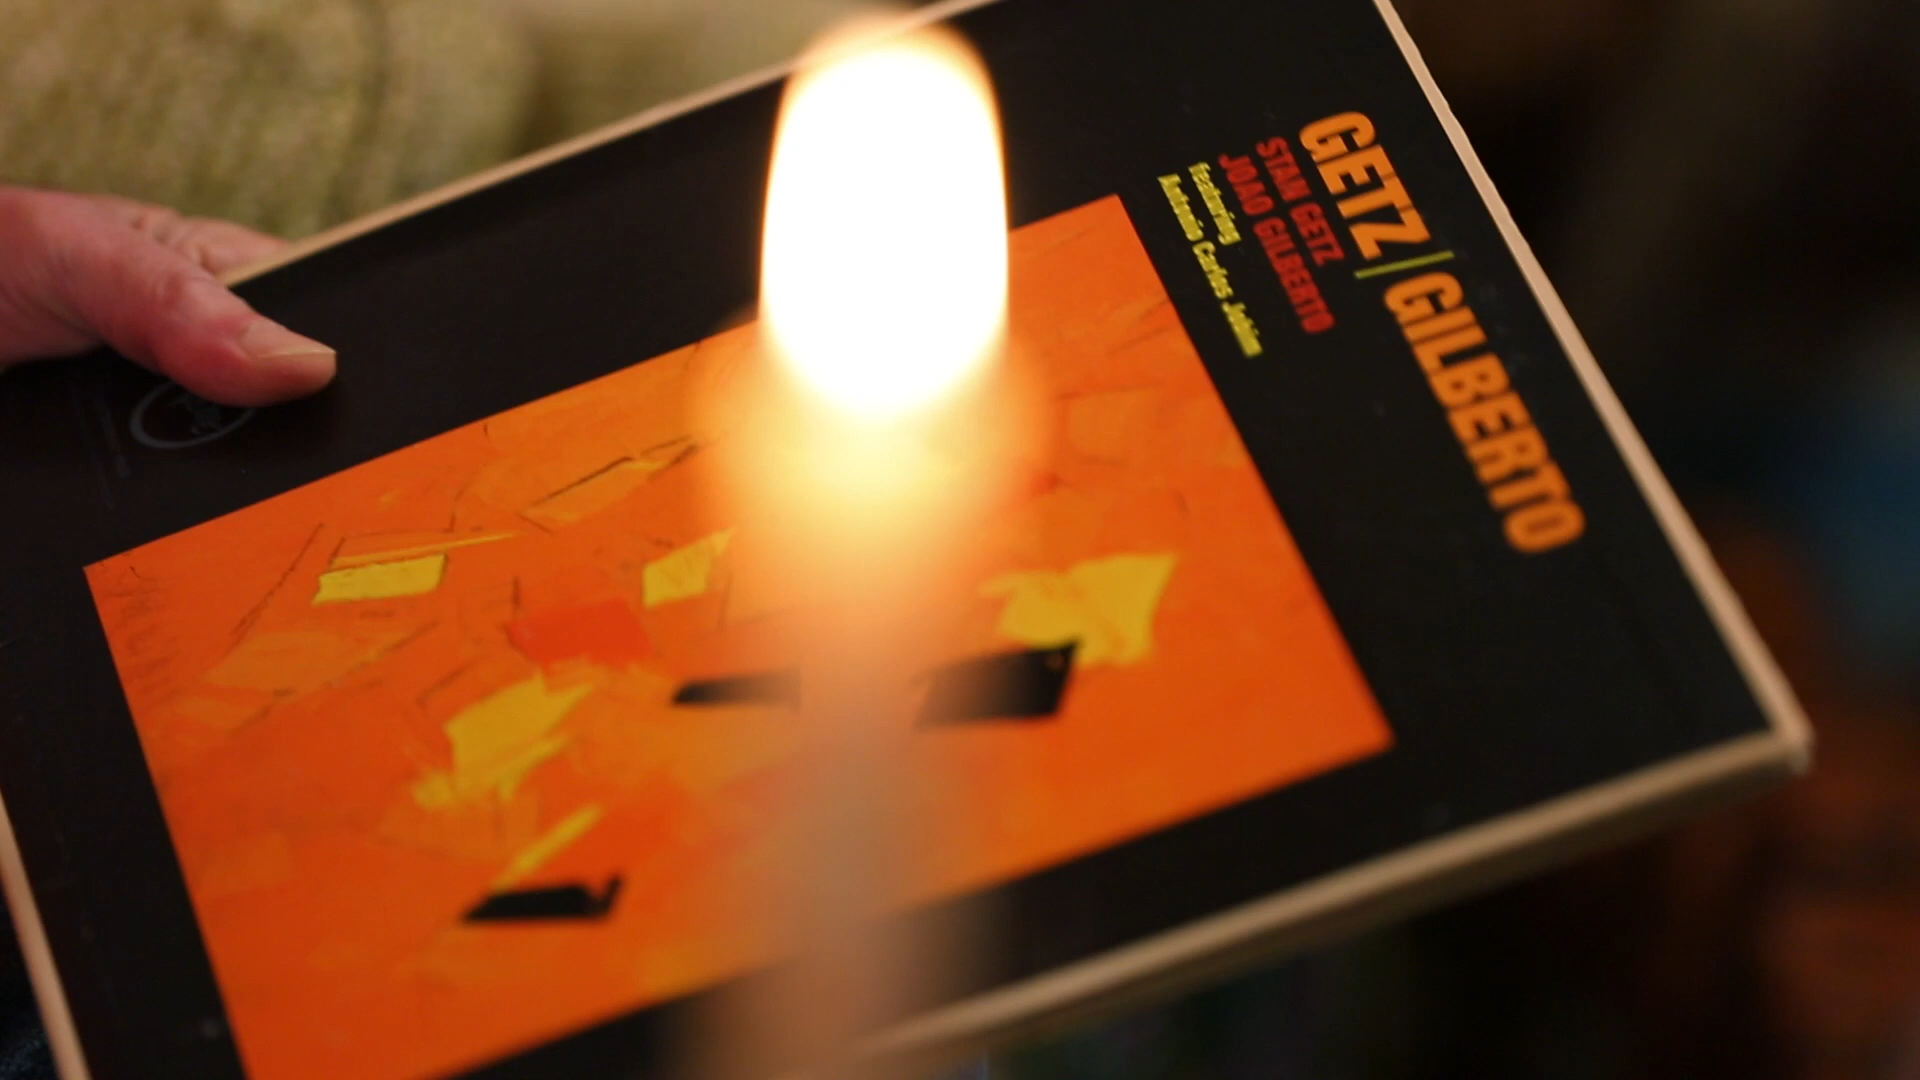 GETZ|GILBERTO
STAN GETZ
JOAO GILBERTO
featuring
Antonio Carlos Jobim